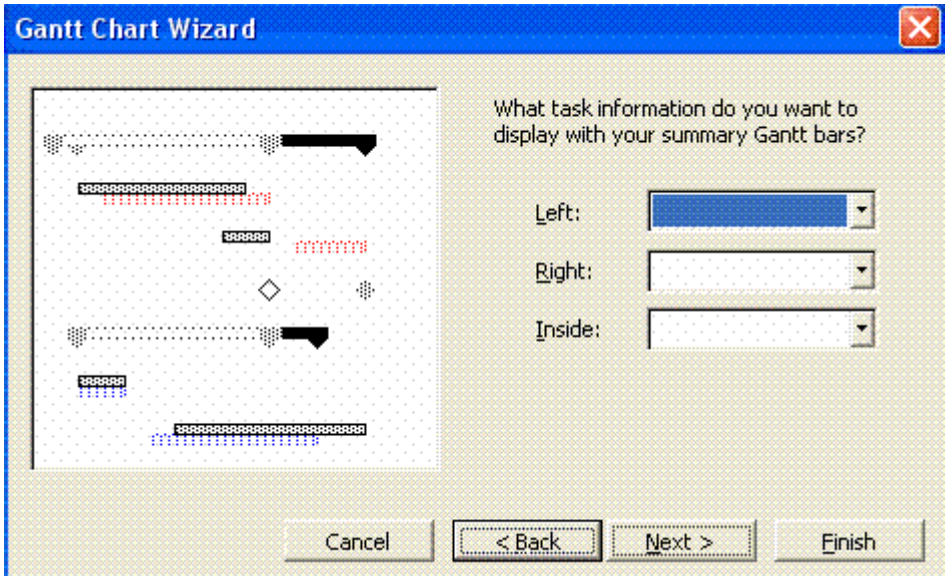 Gantt Chart Wizard
What task information do you want to
display with your summary Gantt bars?
Left:
Right:
Inside:
Cancel
< Back
Next >
Finish